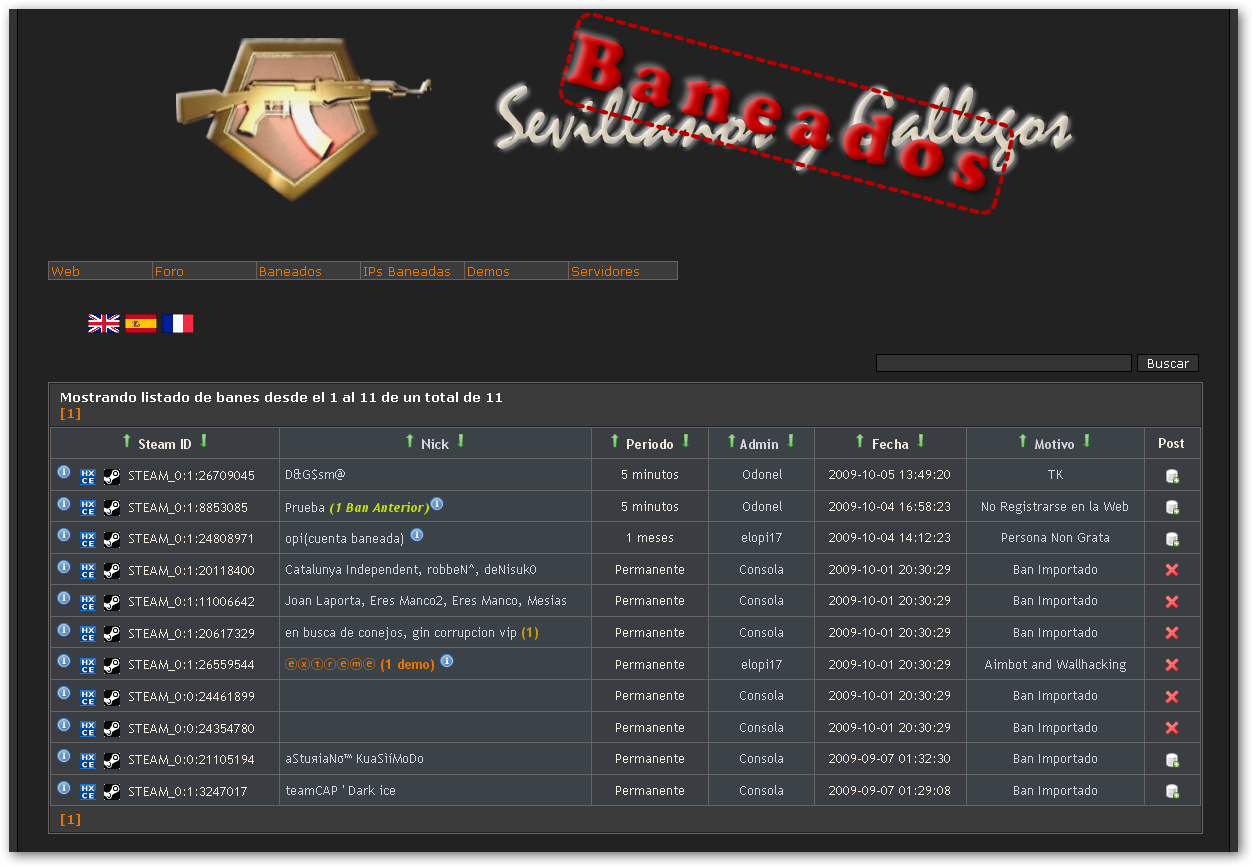 Sevillanos y Gallegos
Baneados
Web Foro Baneados IPs Baneadas Demos Servidores
Buscar
Mostrando listado de banes desde el 1 al 11 de un total de 11
[1]
Steam ID Nick Periodo Admin Fecha Motivo Post
HX CE STEAM_0:1:26709045 D&G$sm@ 5 minutos Odonel 2009-10-05 13:49:20 TK
HX CE STEAM_0:1:8853085 Prueba (1 Ban Anterior) 5 minutos Odonel 2009-10-04 16:58:23 No Registrarse en la Web
HX CE STEAM_0:1:24808971 opi(cuenta baneada) 1 meses elopi17 2009-10-04 14:12:23 Persona Non Grata
HX CE STEAM_0:1:20118400 Catalunya Independent, robbeN^, deNisuk0 Permanente Consola 2009-10-01 20:30:29 Ban Importado
HX CE STEAM_0:1:11006642 Joan Laporta, Eres Manco2, Eres Manco, Mesias Permanente Consola 2009-10-01 20:30:29 Ban Importado
HX CE STEAM_0:1:20617329 en busca de conejos, gin corrupcion vip (1) Permanente Consola 2009-10-01 20:30:29 Ban Importado
HX CE STEAM_0:1:26559544 ⓔⓧⓣⓡⓔⓜⓔ (1 demo) Permanente elopi17 2009-10-01 20:30:29 Aimbot and Wallhacking
HX CE STEAM_0:0:24461899 Permanente Consola 2009-10-01 20:30:29 Ban Importado
HX CE STEAM_0:0:24354780 Permanente Consola 2009-10-01 20:30:29 Ban Importado
HX CE STEAM_0:0:21105194 aStuяiaNo™ KuaSiíMoDo Permanente Consola 2009-09-07 01:32:30 Ban Importado
HX CE STEAM_0:1:3247017 teamCAP ' Dark ice Permanente Consola 2009-09-07 01:29:08 Ban Importado
[1]